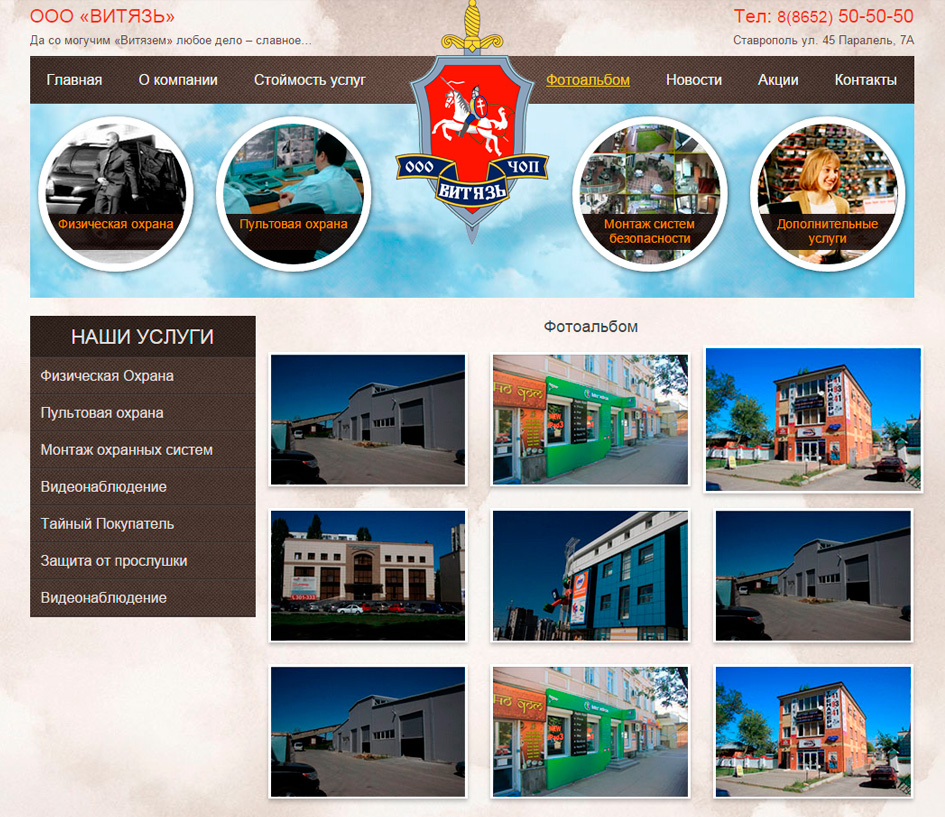 ООО «ВИТЯЗЬ»
Тел: 8(8652) 50-50-50
Да со могучим «Витязем» любое дело – славное...
Ставрополь ул. 45 Паралель, 7А
Главная
О компании
Стоймость услуг
Фотоальбом
Новости
Акции
Контакты
ООО
ЧОП
ВИТЯЗЬ
Физическая охрана
Пультовая охрана
Монтаж систем
безопасности
Дополнительные
услуги
НАШИ УСЛУГИ
Физическая Охрана
Пультовая охрана
Монтаж охранных систем
Видеонаблюдение
Тайный Покупатель
Защита от прослушки
Видеонаблюдение
Фотоальбом